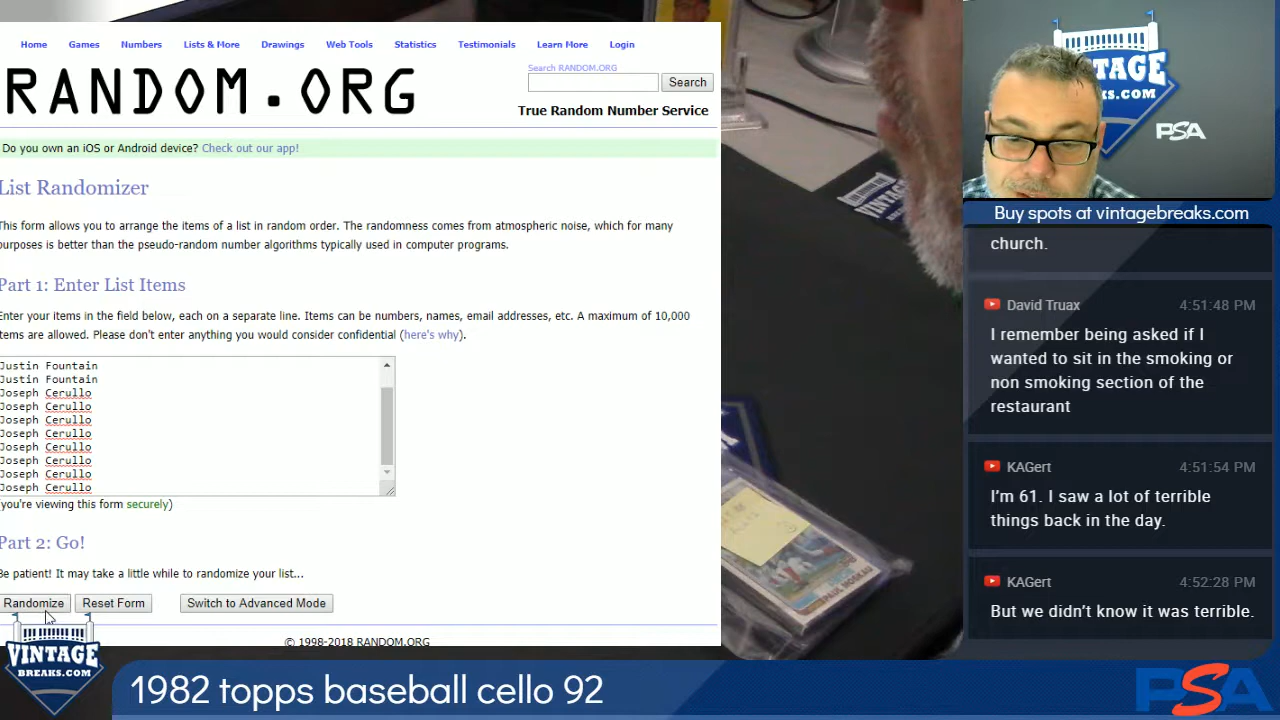 Home Games Numbers Lists & More Drawings Web Tools Statistics Testimonials Learn More Login
Search RANDOM.ORG
Search
RANDOM.ORG
True Random Number Service
Do you own an iOS or Android device? Check out our app!
List Randomizer
This form allows you to arrange the items of a list in random order. The randomness comes from atmospheric noise, which for many
purposes is better than the pseudo-random number algorithms typically used in computer programs.
Part 1: Enter List Items
Enter your items in the field below, each on a separate line. Items can be numbers, names, email addresses, etc. A maximum of 10,000
items are allowed. Please don't enter anything you would consider confidential (here's why).
Justin Fountain
Justin Fountain
Joseph Cerullo
Joseph Cerullo
Joseph Cerullo
Joseph Cerullo
Joseph Cerullo
Joseph Cerullo
Joseph Cerullo
Joseph Cerullo
(you're viewing this form securely)
Part 2: Go!
Be patient! It may take a little while to randomize your list...
Randomize Reset Form Switch to Advanced Mode
© 1998-2018 RANDOM.ORG
VINTAGE
BREAKS.COM
1982 topps baseball cello 92
PSA
PSA
Buy spots at vintagebreaks.com
church.
David Truax 4:51:48 PM
I remember being asked if I
wanted to sit in the smoking or
non smoking section of the
restaurant
KAGert 4:51:54 PM
I'm 61. I saw a lot of terrible
things back in the day.
KAGert 4:52:28 PM
But we didn't know it was terrible.